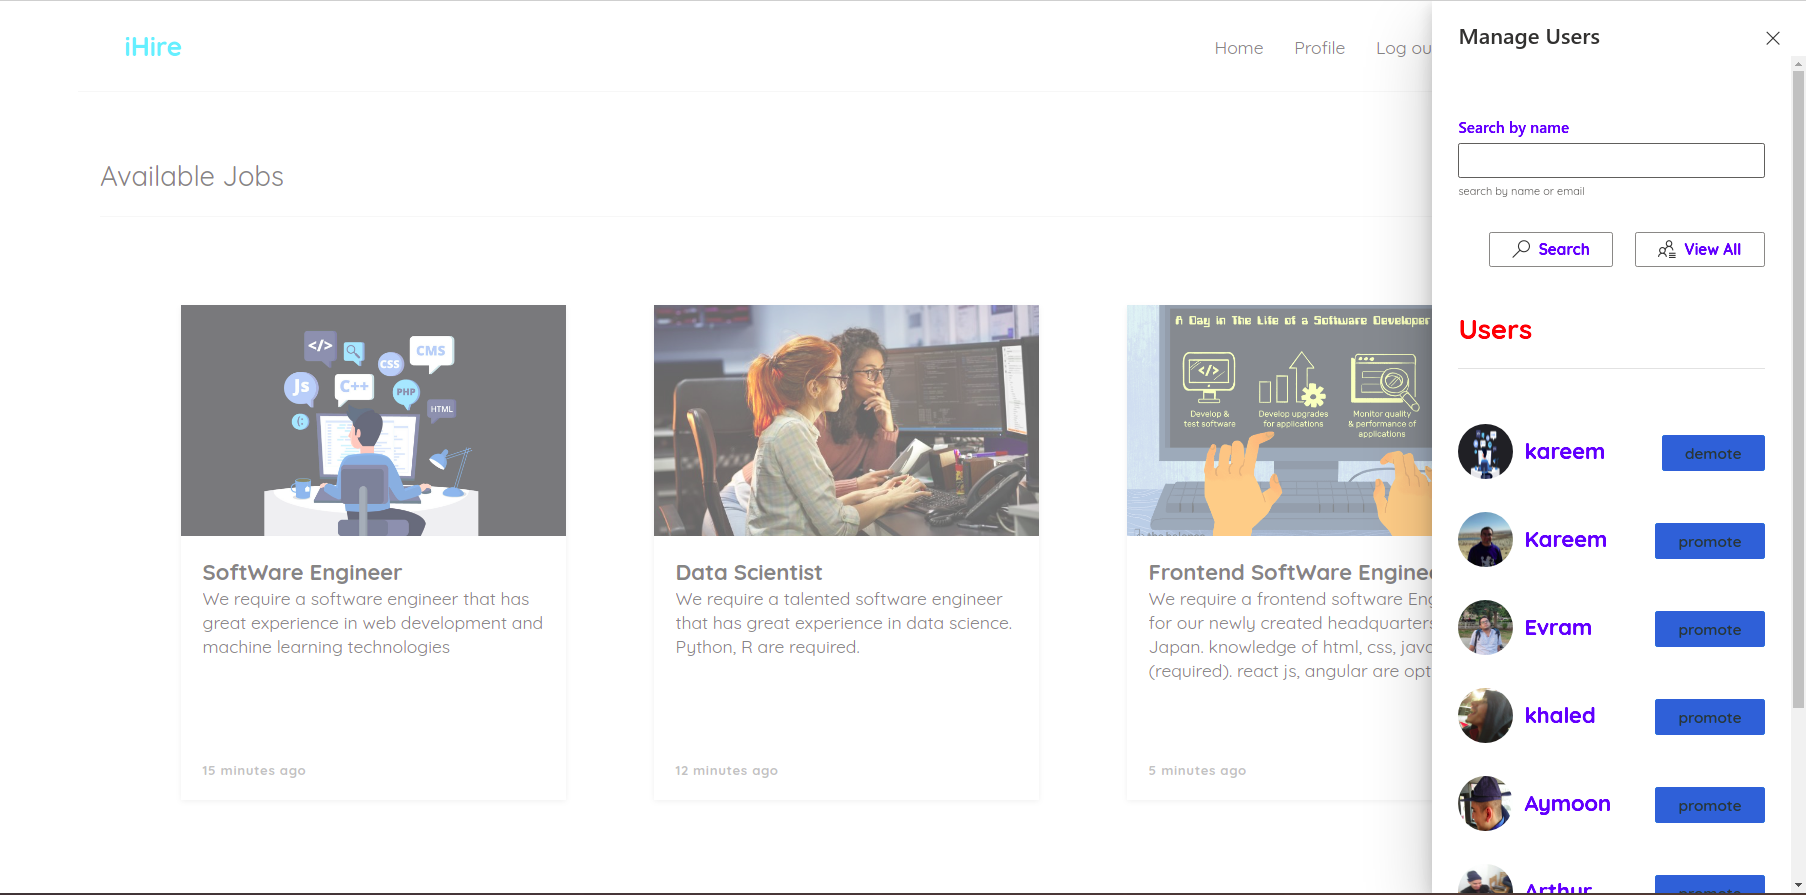 iHire
Home
Profile
Log ou
Available Jobs
</>
CMS
CSS
Js
C++
PHP
HTML
{;
SoftWare Engineer
We require a software engineer that has
great experience in web development and
machine learning technologies
15 minutes ago
Data Scientist
We require a talented software engineer
that has great experience in data science.
Python, R are required.
12 minutes ago
A Day in The Life of a Software Developer
</>
Develop &
test software
Develop upgrades
for applications
Monitor quality
& performance of
applications
the balance
Frontend SoftWare Enginee
We require a frontend software Eng
for our newly created headquarters
Japan. knowledge of html, css, java
(required). react js, angular are opt
5 minutes ago
Manage Users
Search by name
search by name or email
Search
View All
Users
kareem
demote
Kareem
promote
Evram
promote
khaled
promote
Aymoon
promote
Arthur
promote